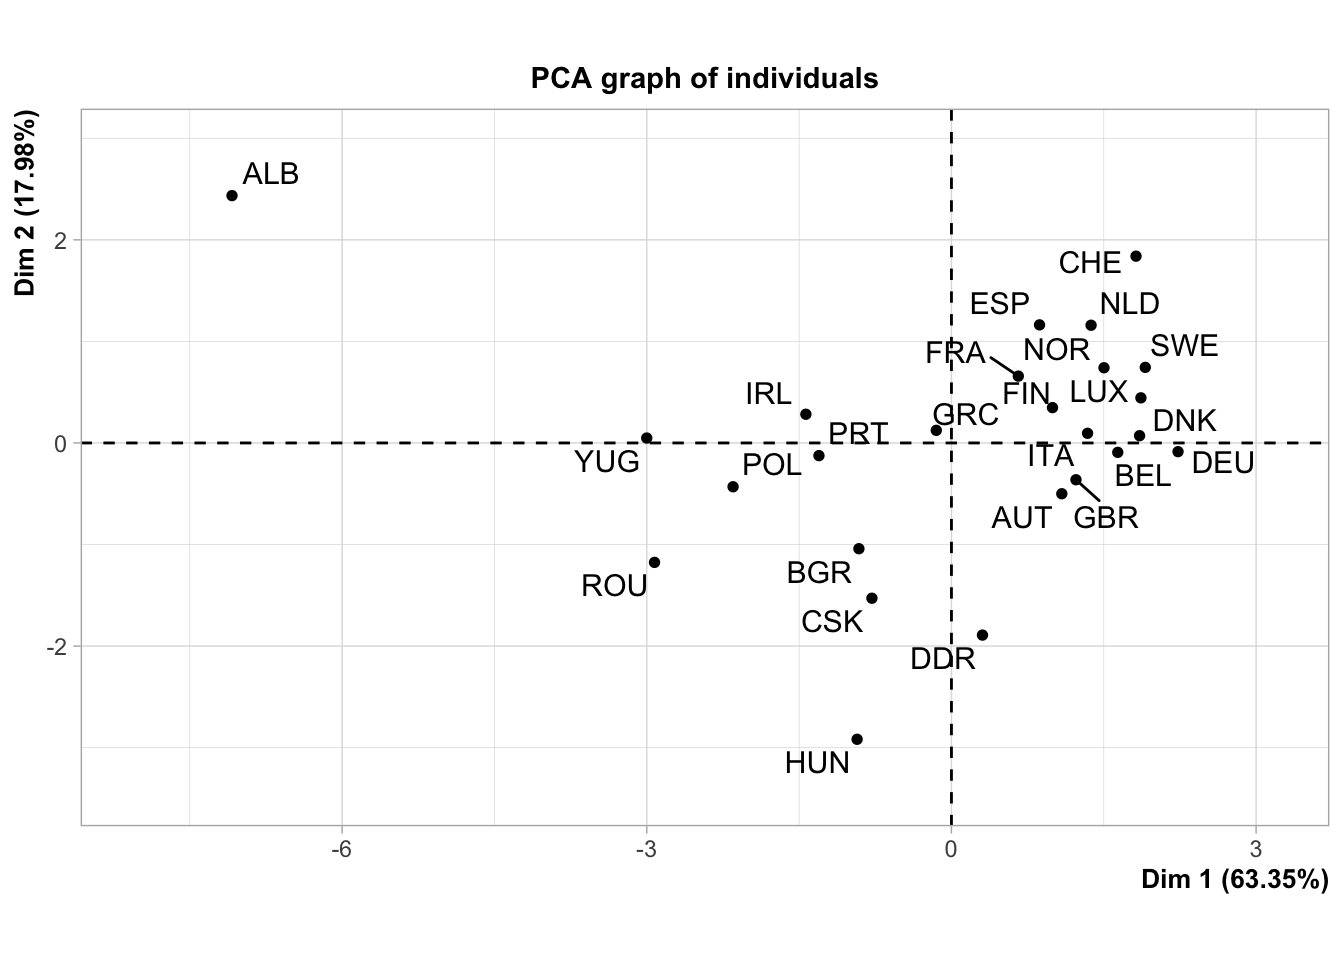 PCA graph of individuals
Dim 2 (17.98%)
ALB
2
CHE
ESP
NLD
FRA
NOR
SWE
IRL
FIN
LUX
GRC
PRT
DNK
0
YUG
POL
ITA
BEL
DEU
AUT
GBR
ROU
BGR
CSK
-2
DDR
HUN
-6
-3
0
3
Dim 1 (63.35%)